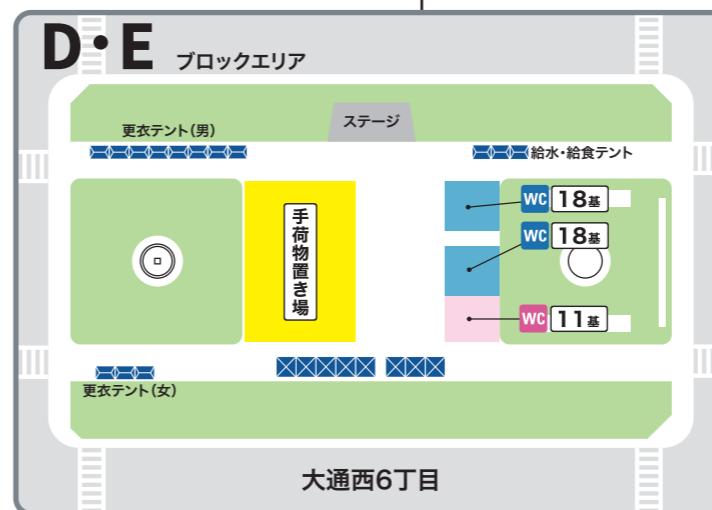 D・E ブロックエリア
ステージ
更衣テント(男)
給水・給食テント
WC 18基
WC 18基
手荷物置き場
WC 11基
更衣テント(女)
大通西6丁目